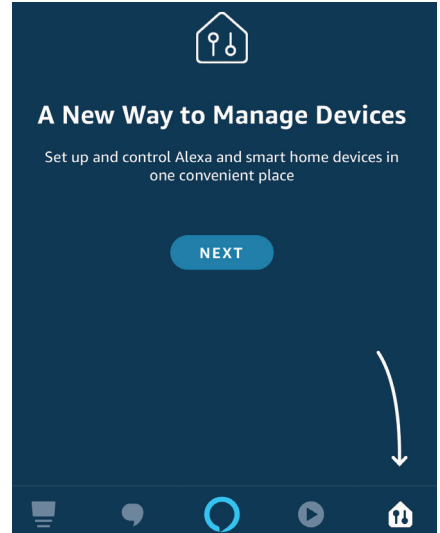 A New Way to Manage Devices
Set up and control Alexa and smart home devices in
one convenient place
NEXT